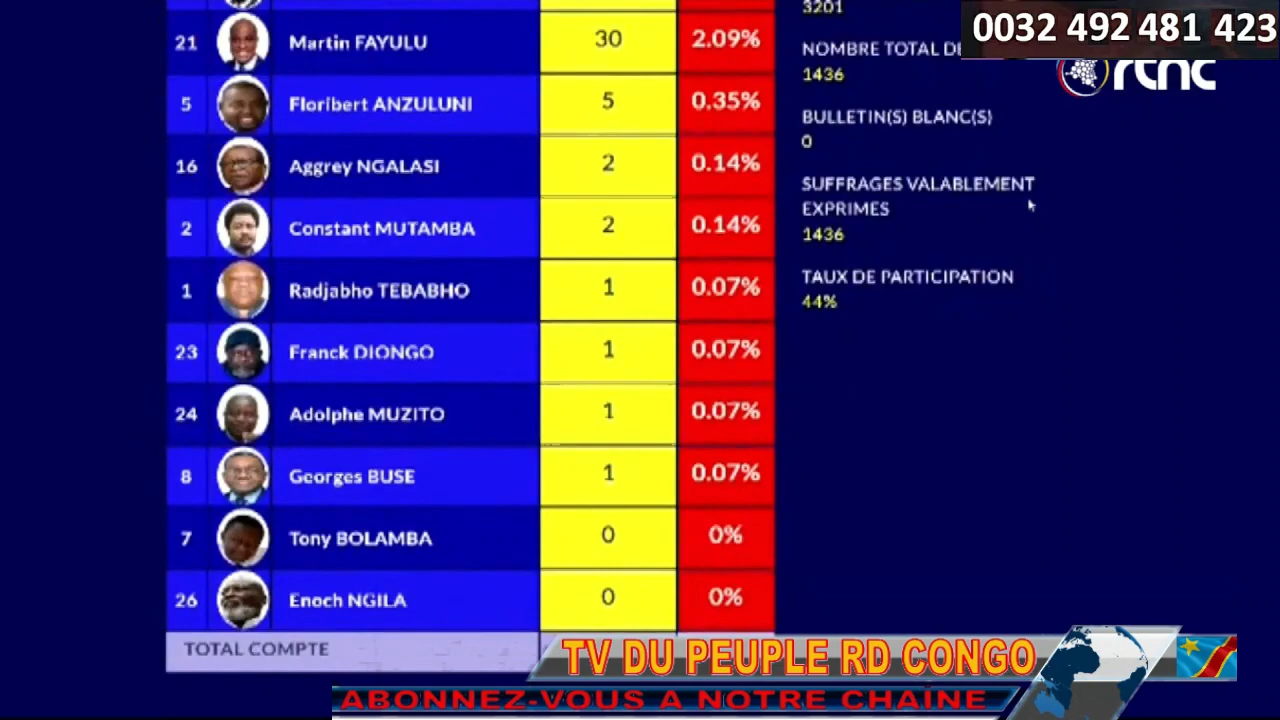 21 Martin FAYULU 30 2.09%
5 Floribert ANZULUNI 5 0.35%
16 Aggrey NGALASI 2 0.14%
2 Constant MUTAMBA 2 0.14%
1 Radjabho TEBABHO 1 0.07%
23 Franck DIONGO 1 0.07%
24 Adolphe MUZITO 1 0.07%
8 Georges BUSE 1 0.07%
7 Tony BOLAMBA 0 0%
26 Enoch NGILA 0 0%
TOTAL COMPTE
3201
NOMBRE TOTAL DE
1436
BULLETIN(S) BLANC(S)
0
SUFFRAGES VALABLEMENT
EXPRIMES
1436
TAUX DE PARTICIPATION
44%
0032 492 481 423
rtnc
TV DU PEUPLE RD CONGO
ABONNEZ-VOUS A NOTRE CHAINE